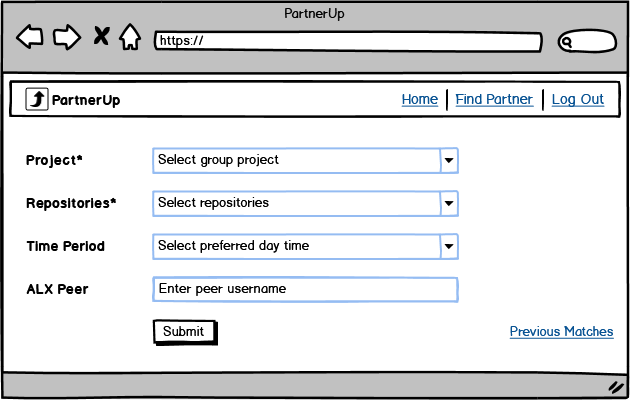 PartnerUp
https://
PartnerUp Home Find Partner Log Out
Project* Select group project
Repositories* Select repositories
Time Period Select preferred day time
ALX Peer Enter peer username
Submit Previous Matches